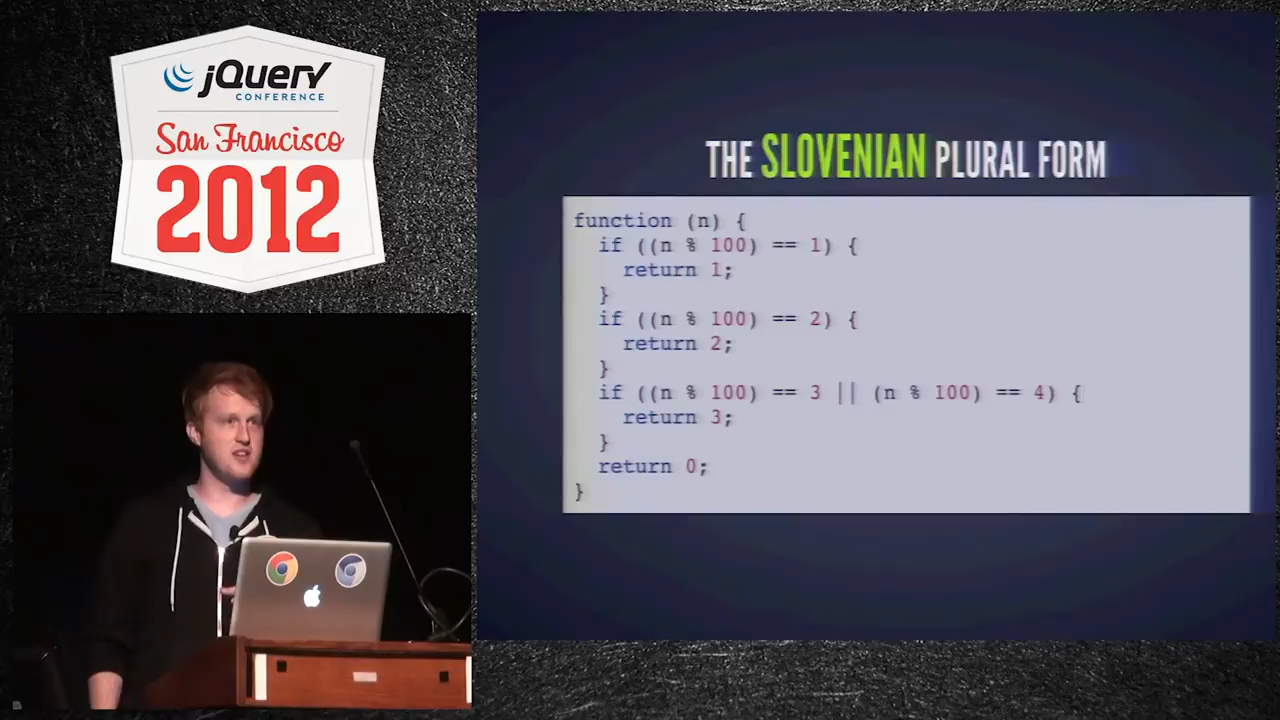 jQuery
CONFERENCE
San Francisco
2012
THE SLOVENIAN PLURAL FORM
function (n) {
  if ((n % 100) == 1) {
    return 1;
  }
  if ((n % 100) == 2) {
    return 2;
  }
  if ((n % 100) == 3 || (n % 100) == 4) {
    return 3;
  }
  return 0;
}